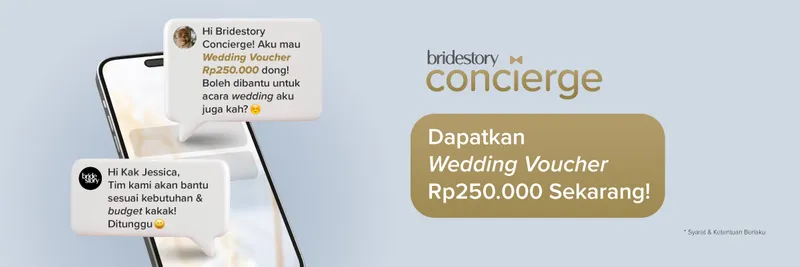 Hi Bridestory
Concierge! Aku mau
Wedding Voucher
Rp250.000 dong!
Boleh dibantu untuk
acara wedding aku
juga kah?
bride
story
Hi Kak Jessica,
Tim kami akan bantu
sesuai kebutuhan &
budget kakak!
Ditunggu
bridestory
concierge
Dapatkan
Wedding Voucher
Rp250.000 Sekarang!
* Syarat & Ketentuan Berlaku